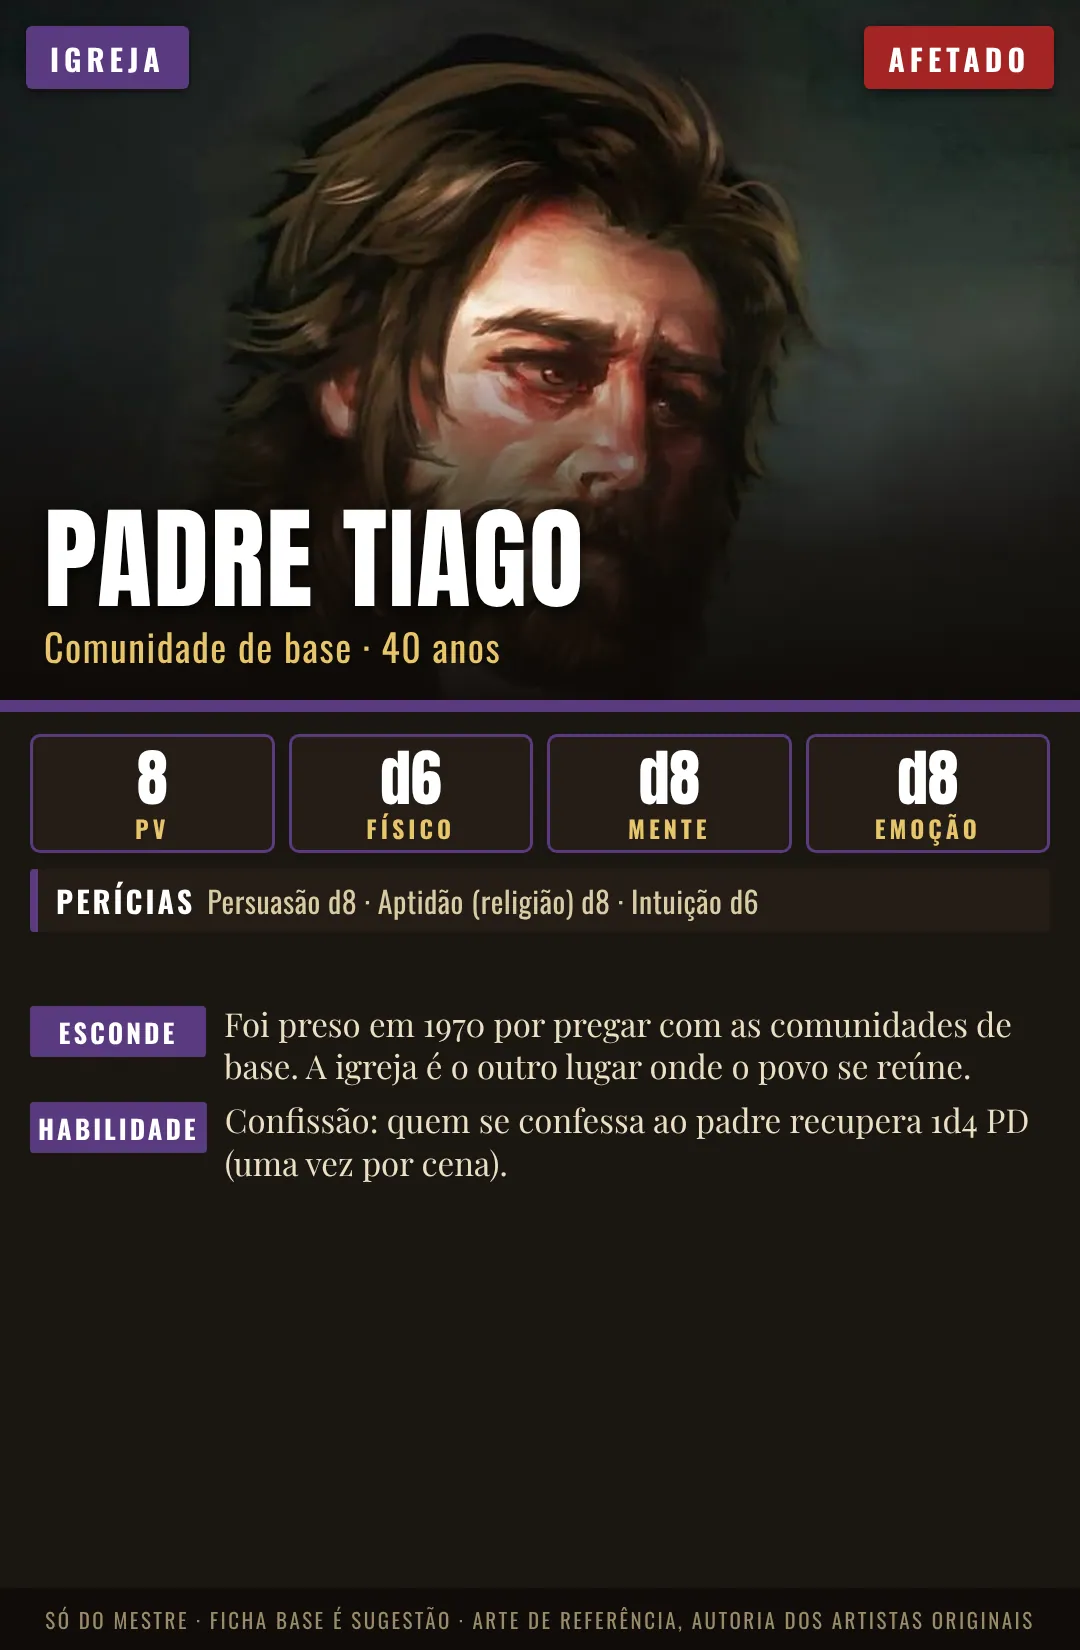 IGREJA
AFETADO
PADRE TIAGO
Comunidade de base · 40 anos
8
PV
d6
FÍSICO
d8
MENTE
d8
EMOÇÃO
PERÍCIAS Persuasão d8 · Aptidão (religião) d8 · Intuição d6
ESCONDE
Foi preso em 1970 por pregar com as comunidades de
base. A igreja é o outro lugar onde o povo se reúne.
HABILIDADE
Confissão: quem se confessa ao padre recupera 1d4 PD
(uma vez por cena).
SÓ DO MESTRE · FICHA BASE É SUGESTÃO · ARTE DE REFERÊNCIA, AUTORIA DOS ARTISTAS ORIGINAIS